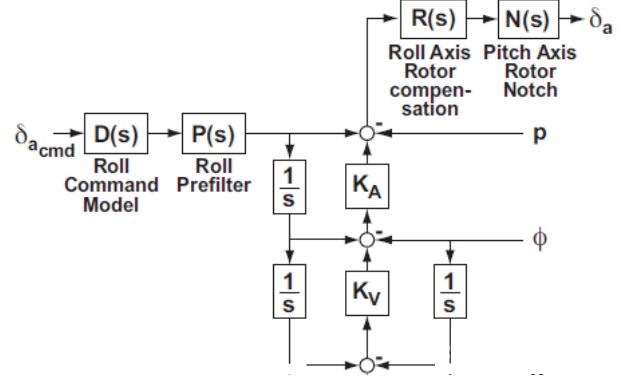 R(s) N(s) δa
Roll Axis Pitch Axis
Rotor Rotor
compen- Notch
sation
δacmd D(s) P(s) - p
Roll Roll
Command Prefilter
Model
1
s
KA
- ϕ
1
s
KV
1
s
-